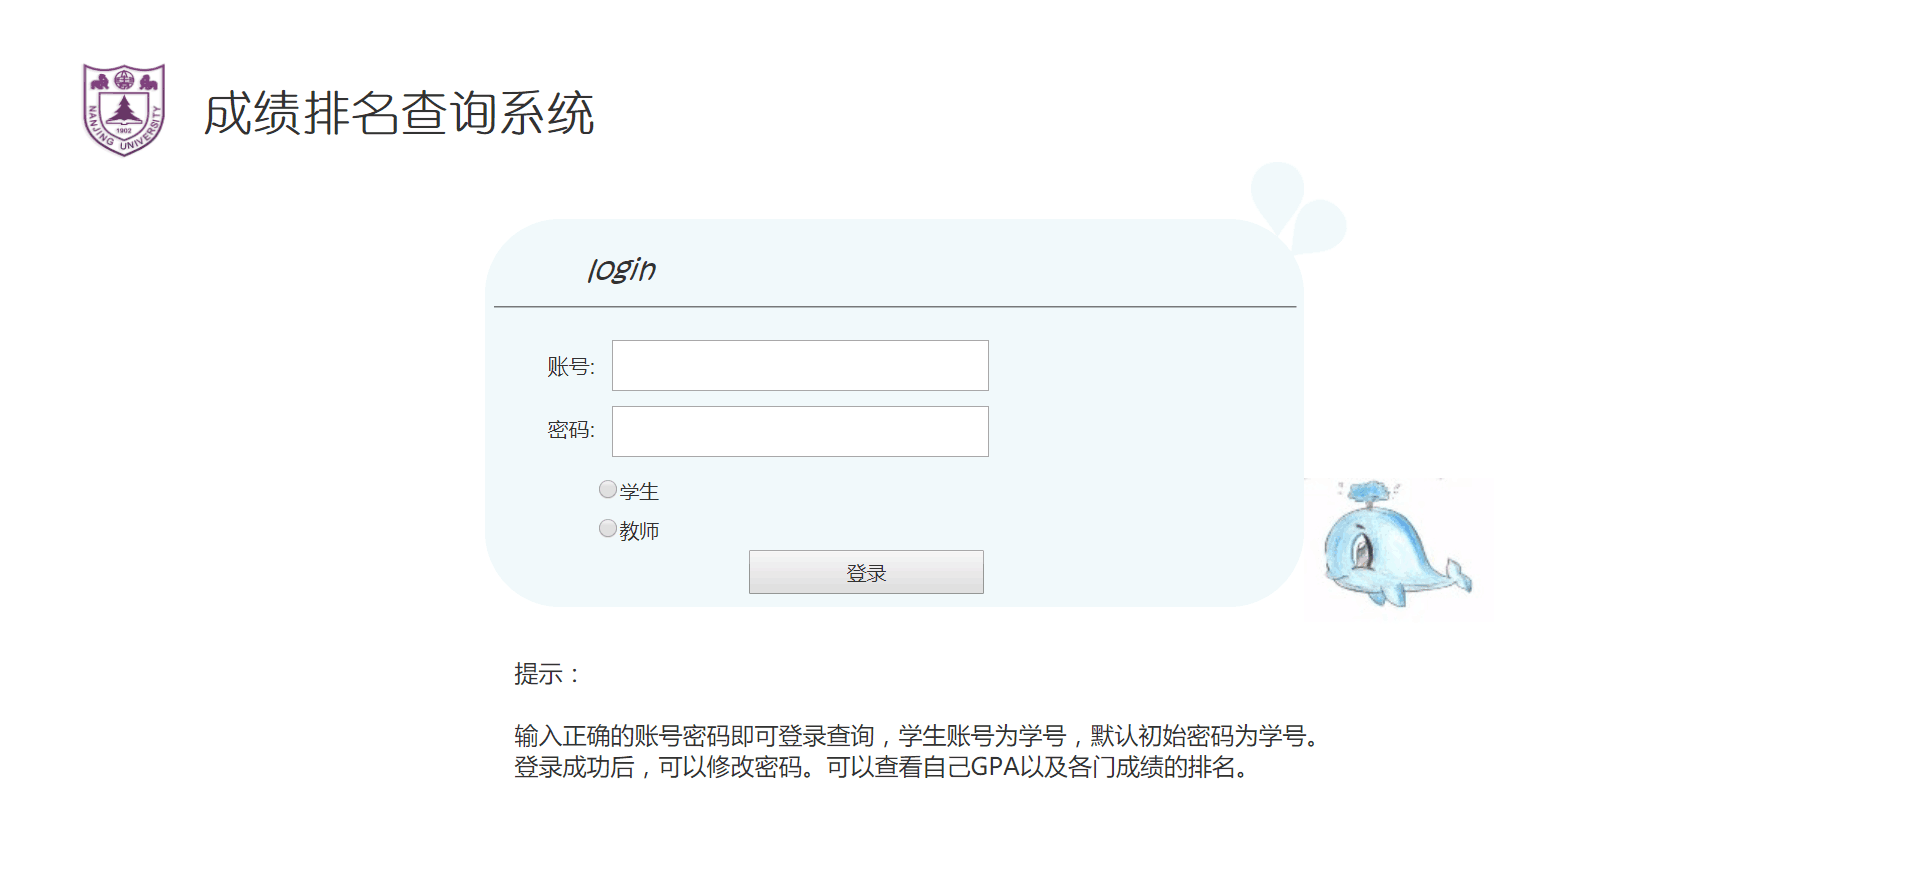 NANJING UNIVERSITY
1902
成绩排名查询系统
login
账号:
密码:
学生
教师
登录
提示：
输入正确的账号密码即可登录查询，学生账号为学号，默认初始密码为学号。
登录成功后，可以修改密码。可以查看自己GPA以及各门成绩的排名。